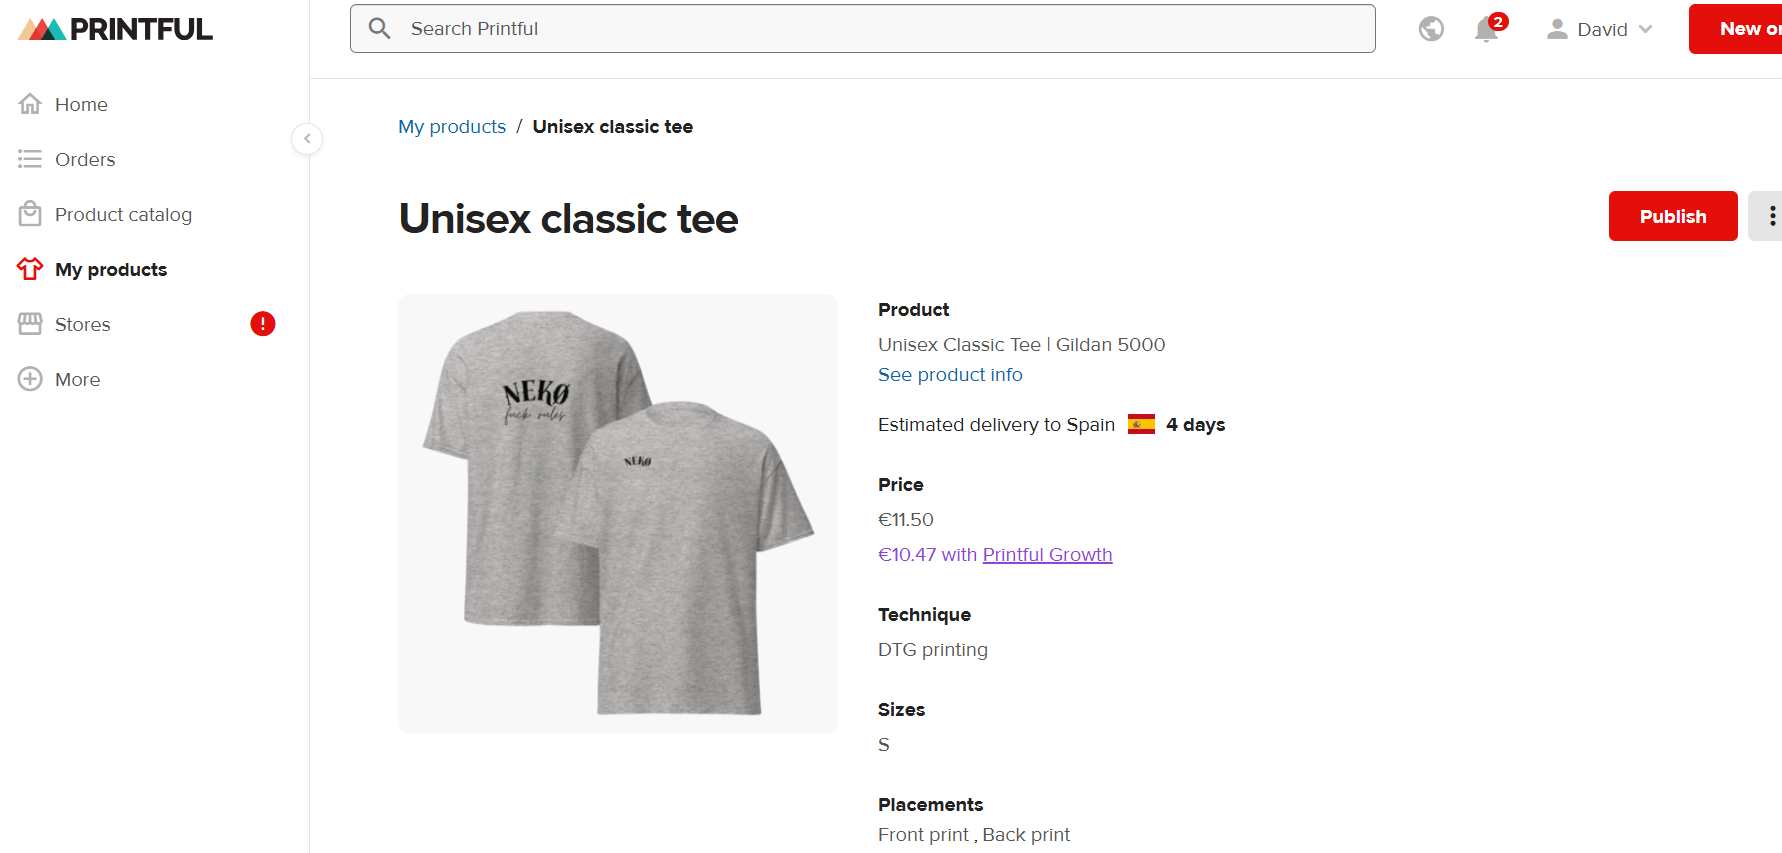 PRINTFUL
Search Printful
2
David
New or
Home
Orders
Product catalog
My products
Stores
!
More
My products / Unisex classic tee
Unisex classic tee
Publish
NEKØ
fuck rules
NEKØ
Product
Unisex Classic Tee | Gildan 5000
See product info
Estimated delivery to Spain 4 days
Price
€11.50
€10.47 with Printful Growth
Technique
DTG printing
Sizes
S
Placements
Front print , Back print